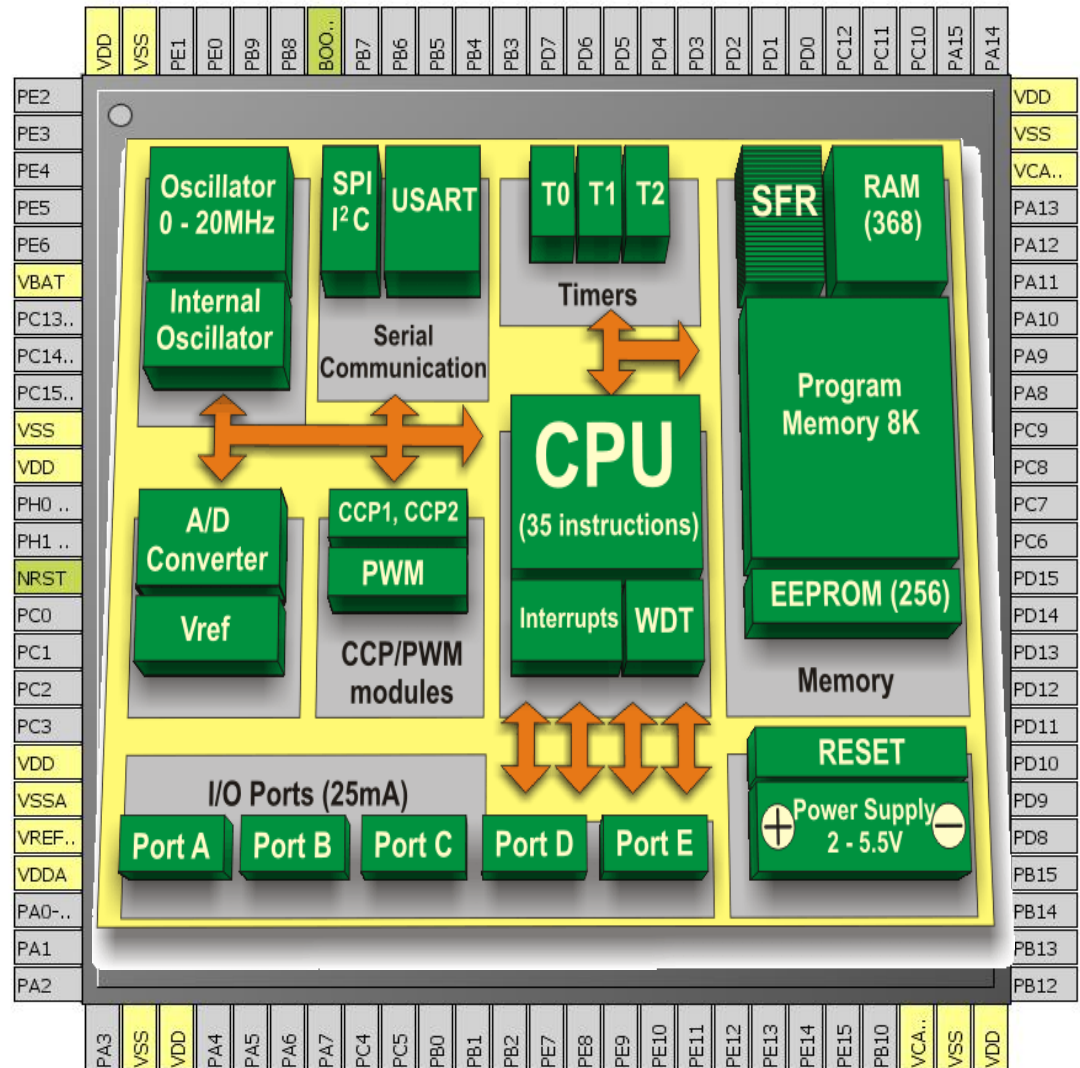 VDD
VSS
PE1
PE0
PB9
PB8
BOO..
PB7
PB6
PB5
PB4
PB3
PD7
PD6
PD5
PD4
PD3
PD2
PD1
PD0
PC12
PC11
PC10
PA15
PA14
PE2
PE3
PE4
PE5
PE6
VBAT
PC13..
PC14..
PC15..
VSS
VDD
PH0 ..
PH1 ..
NRST
PC0
PC1
PC2
PC3
VDD
VSSA
VREF..
VDDA
PA0-..
PA1
PA2
Oscillator
0 - 20MHz
Internal
Oscillator
SPI
I²C
USART
Serial
Communication
T0
T1
T2
Timers
SFR
RAM
(368)
Program
Memory 8K
EEPROM (256)
Memory
CPU
(35 instructions)
Interrupts
WDT
A/D
Converter
Vref
CCP1, CCP2
PWM
CCP/PWM
modules
I/O Ports (25mA)
Port A
Port B
Port C
Port D
Port E
RESET
+ Power Supply −
2 - 5.5V
VDD
VSS
VCA..
PA13
PA12
PA11
PA10
PA9
PA8
PC9
PC8
PC7
PC6
PD15
PD14
PD13
PD12
PD11
PD10
PD9
PD8
PB15
PB14
PB13
PB12
PA3
VSS
VDD
PA4
PA5
PA6
PA7
PC4
PC5
PB0
PB1
PB2
PE7
PE8
PE9
PE10
PE11
PE12
PE13
PE14
PE15
PB10
VCA..
VSS
VDD